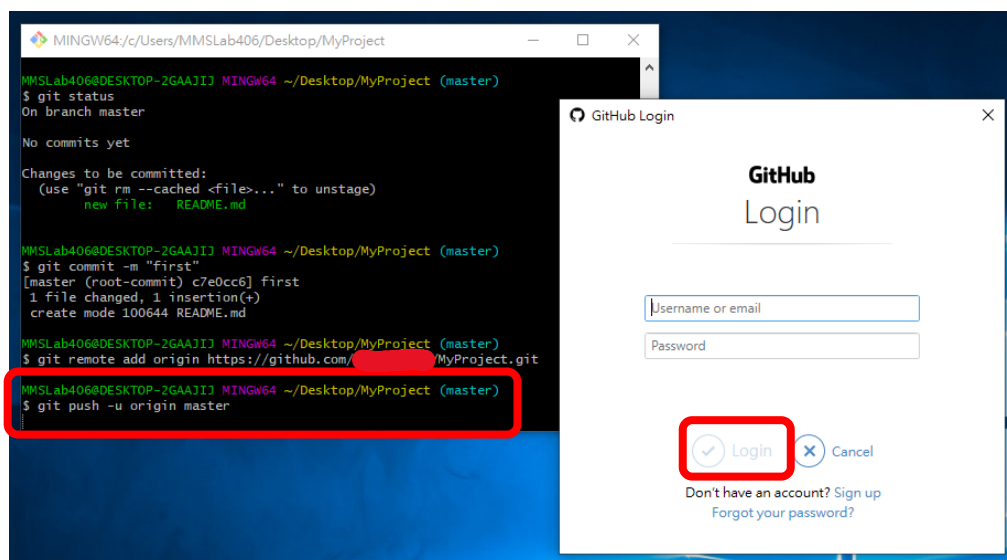 MINGW64:/c/Users/MMSLab406/Desktop/MyProject
MMSLab406@DESKTOP-2GAAJIJ MINGW64 ~/Desktop/MyProject (master)
$ git status
On branch master
No commits yet
Changes to be committed:
(use "git rm --cached <file>..." to unstage)
new file: README.md
MMSLab406@DESKTOP-2GAAJIJ MINGW64 ~/Desktop/MyProject (master)
$ git commit -m "first"
[master (root-commit) c7e0cc6] first
1 file changed, 1 insertion(+)
create mode 100644 README.md
MMSLab406@DESKTOP-2GAAJIJ MINGW64 ~/Desktop/MyProject (master)
$ git remote add origin https://github.com/ /MyProject.git
MMSLab406@DESKTOP-2GAAJIJ MINGW64 ~/Desktop/MyProject (master)
$ git push -u origin master
GitHub Login
GitHub
Login
Username or email
Password
Login
Cancel
Don't have an account? Sign up
Forgot your password?